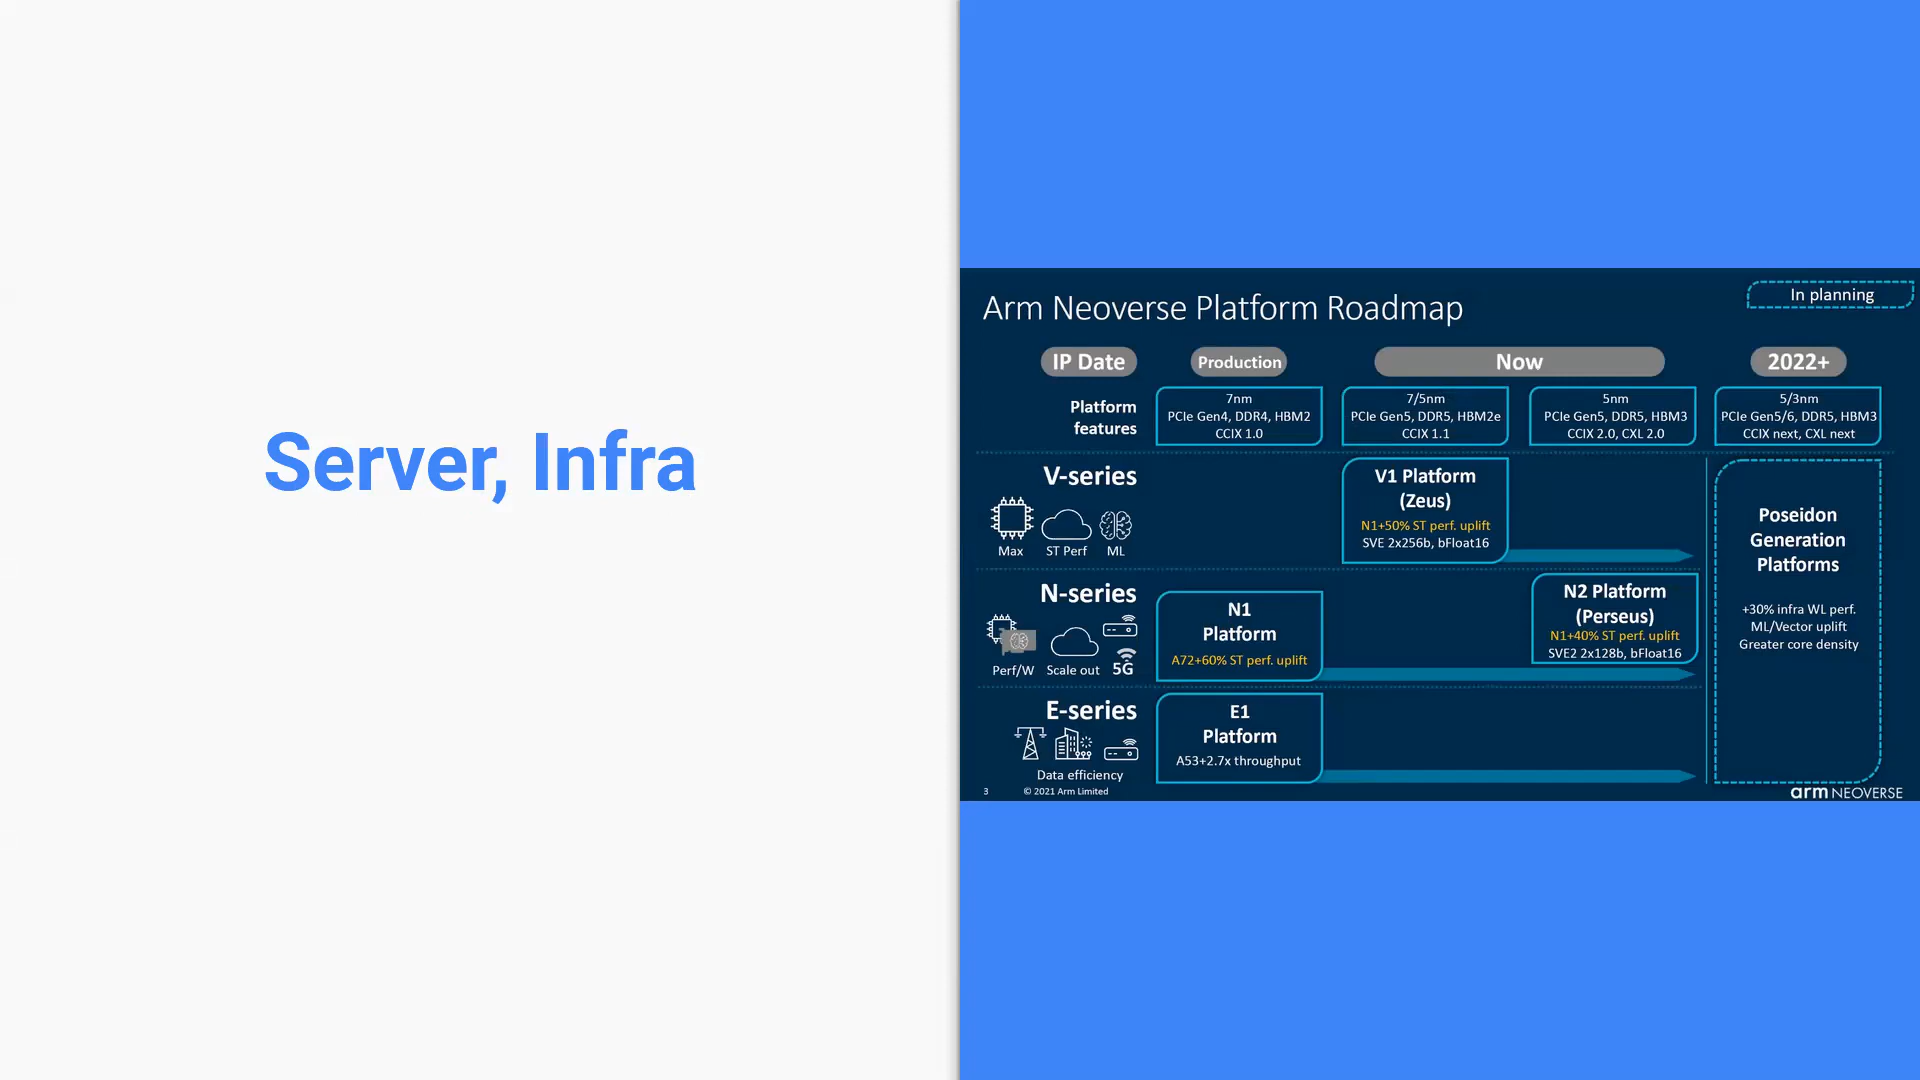 Server, Infra
Arm Neoverse Platform Roadmap
In planning
IP Date
Production
Now
2022+
Platform
features
7nm
PCIe Gen4, DDR4, HBM2
CCIX 1.0
7/5nm
PCIe Gen5, DDR5, HBM2e
CCIX 1.1
5nm
PCIe Gen5, DDR5, HBM3
CCIX 2.0, CXL 2.0
5/3nm
PCIe Gen5/6, DDR5, HBM3
CCIX next, CXL next
V-series
Max
ST Perf
ML
V1 Platform
(Zeus)
N1+50% ST perf. uplift
SVE 2x256b, bFloat16
N-series
Perf/W
Scale out
5G
N1
Platform
A72+60% ST perf. uplift
N2 Platform
(Perseus)
N1+40% ST perf. uplift
SVE2 2x128b, bFloat16
E-series
Data efficiency
E1
Platform
A53+2.7x throughput
Poseidon
Generation
Platforms
+30% infra WL perf.
ML/Vector uplift
Greater core density
3
© 2021 Arm Limited
arm NEOVERSE